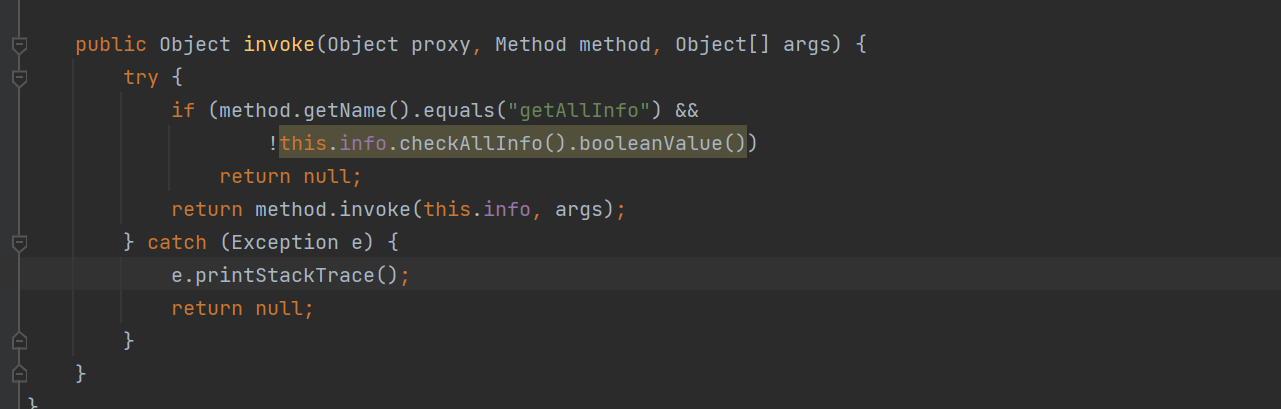 public Object invoke(Object proxy, Method method, Object[] args) {
try {
if (method.getName().equals("getAllInfo") &&
!this.info.checkAllInfo().booleanValue())
return null;
return method.invoke(this.info, args);
} catch (Exception e) {
e.printStackTrace();
return null;
}
}
}